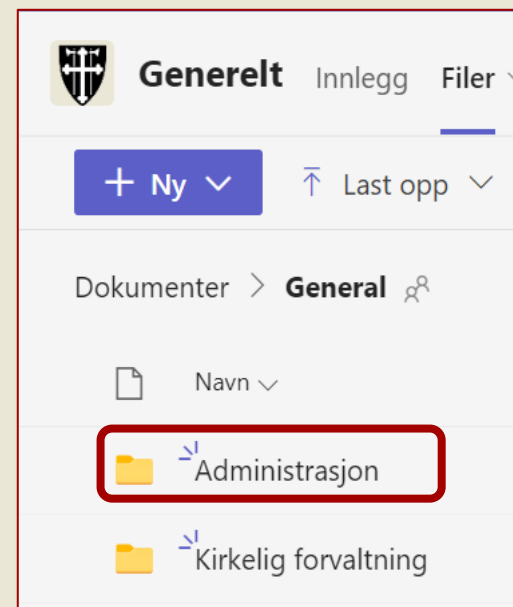 Generelt Innlegg Filer
+ Ny Last opp
Dokumenter > General
Navn
Administrasjon
Kirkelig forvaltning